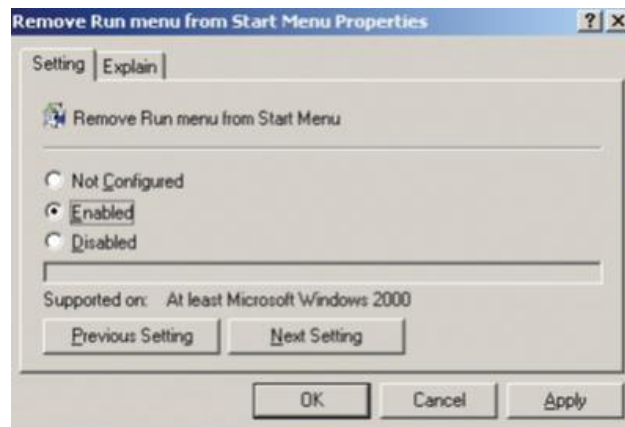 Remove Run menu from Start Menu Properties
Setting Explain
Remove Run menu from Start Menu
Not Configured
Enabled
Disabled
Supported on: At least Microsoft Windows 2000
Previous Setting Next Setting
OK Cancel Apply